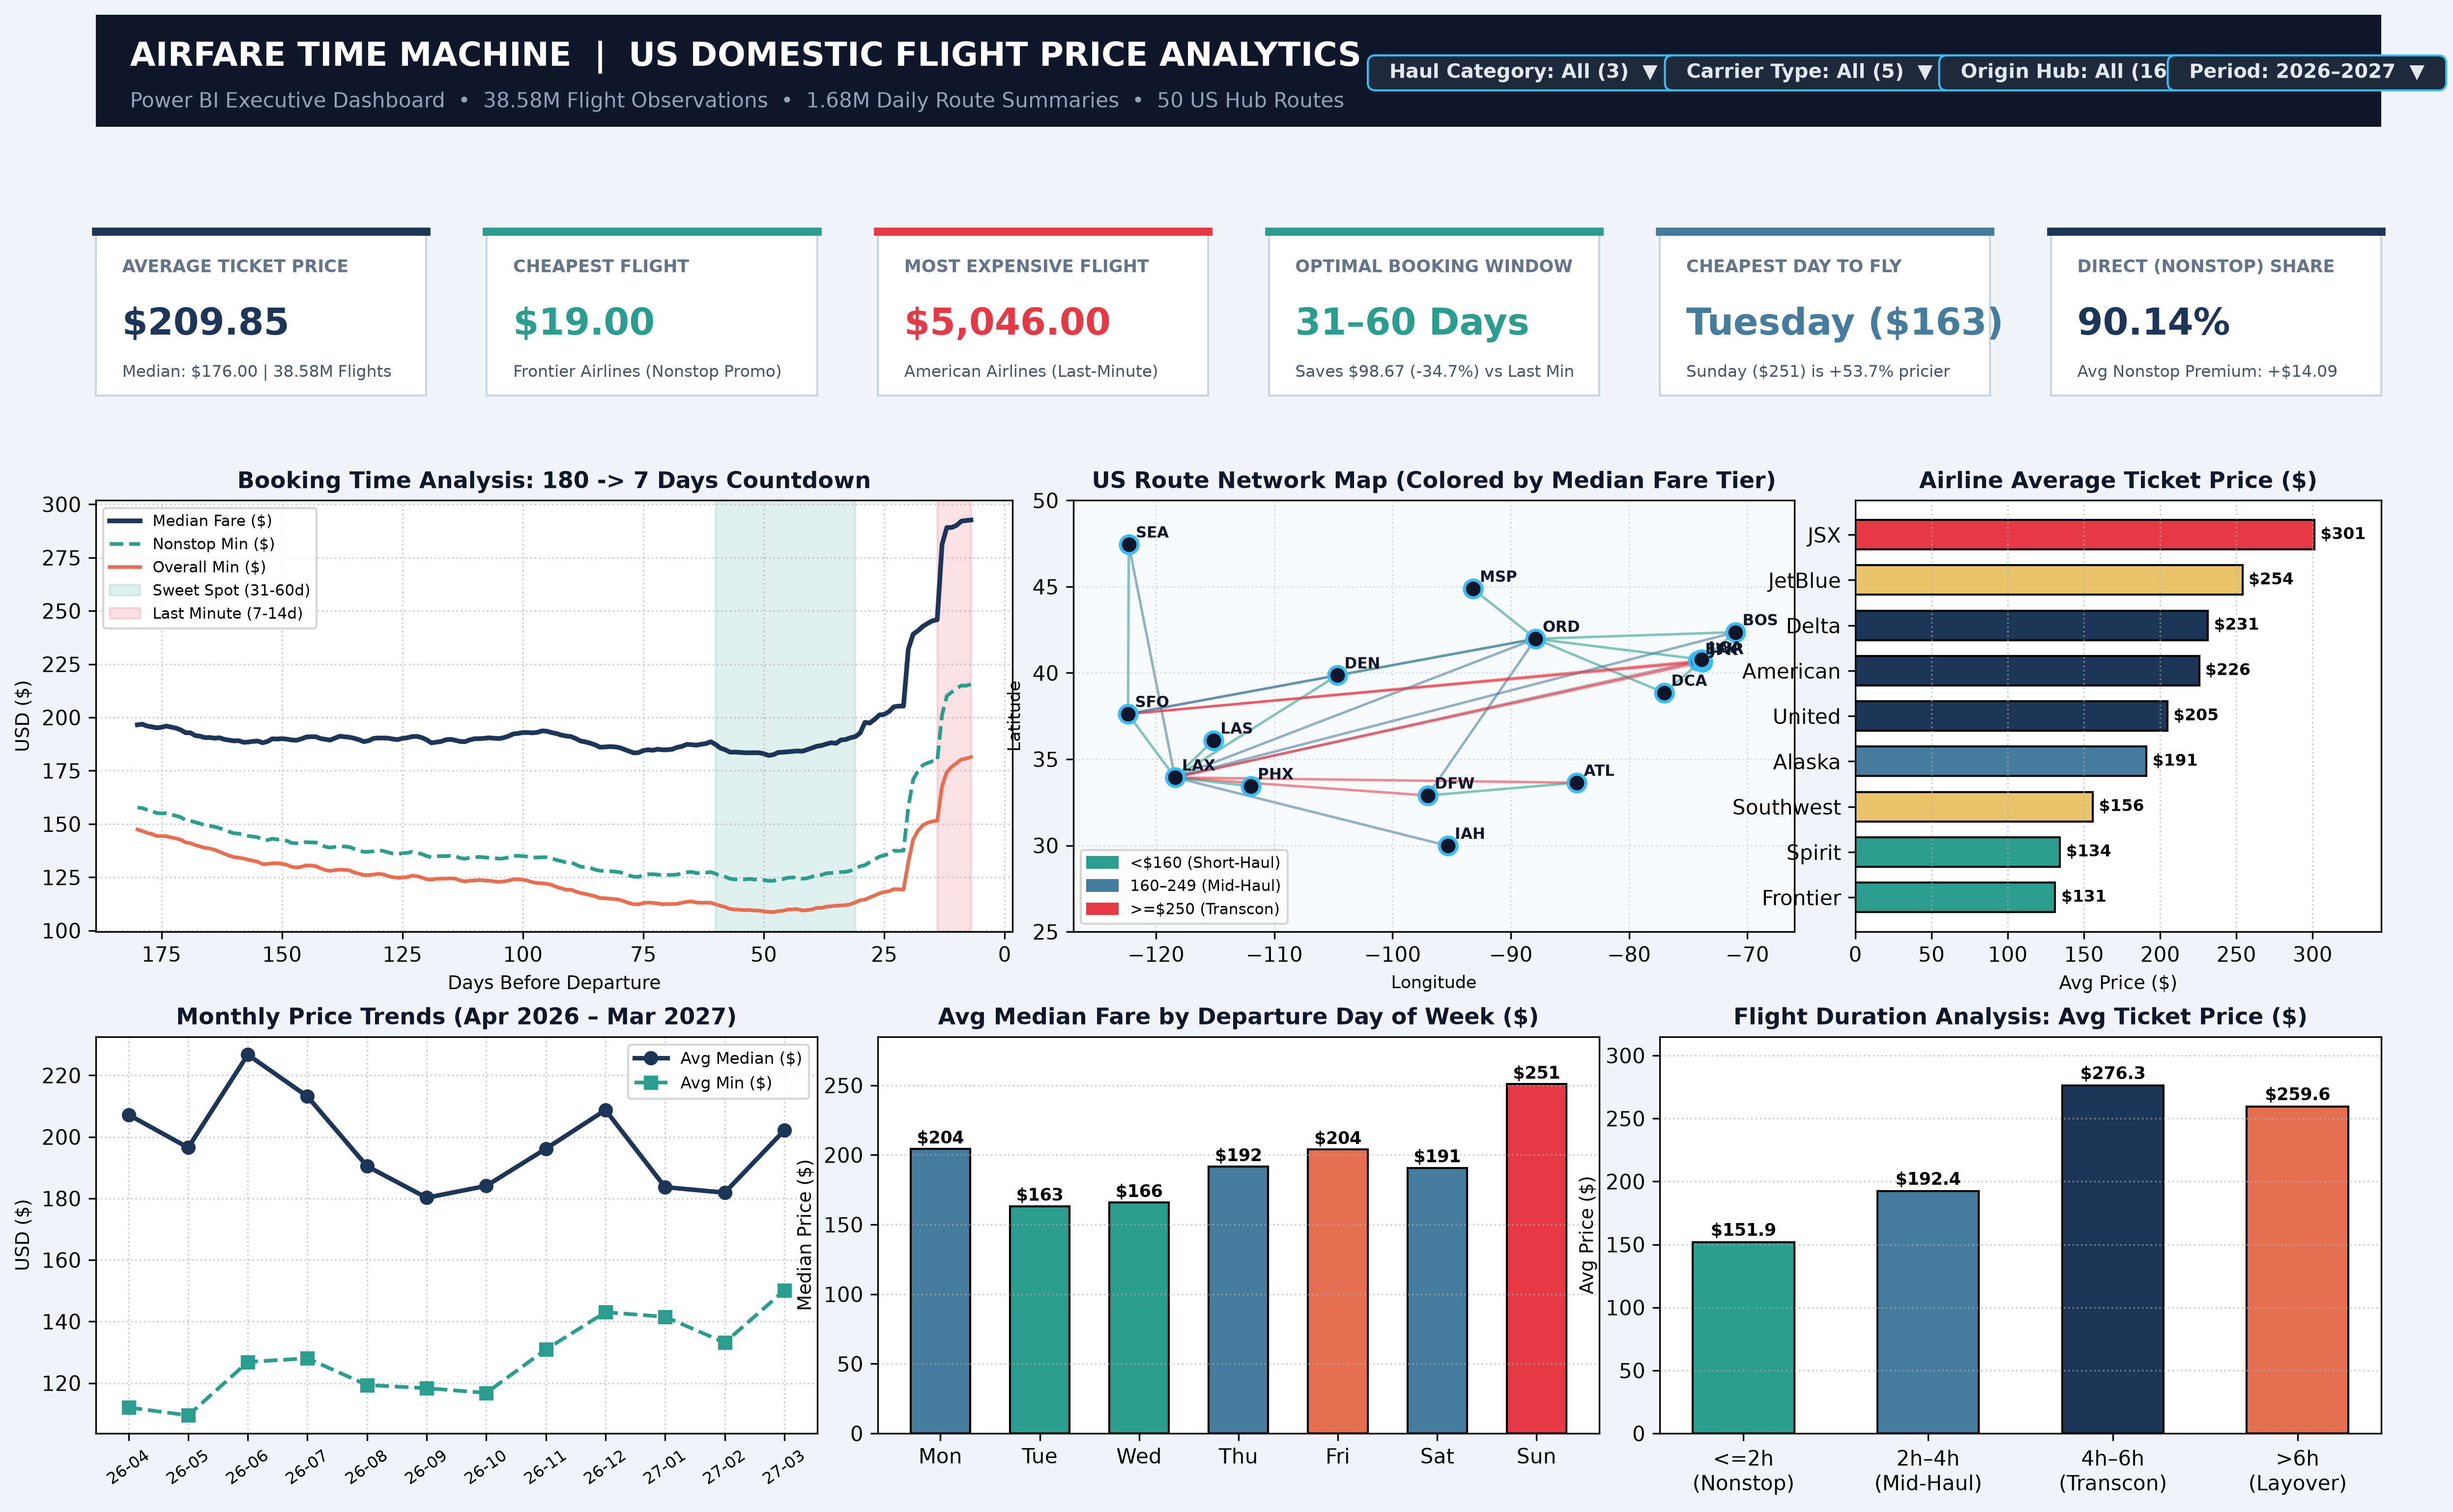 AIRFARE TIME MACHINE | US DOMESTIC FLIGHT PRICE ANALYTICS
Power BI Executive Dashboard • 38.58M Flight Observations • 1.68M Daily Route Summaries • 50 US Hub Routes
Haul Category: All (3) ▼
Carrier Type: All (5) ▼
Origin Hub: All (16
Period: 2026–2027 ▼
AVERAGE TICKET PRICE
$209.85
Median: $176.00 | 38.58M Flights
CHEAPEST FLIGHT
$19.00
Frontier Airlines (Nonstop Promo)
MOST EXPENSIVE FLIGHT
$5,046.00
American Airlines (Last-Minute)
OPTIMAL BOOKING WINDOW
31–60 Days
Saves $98.67 (-34.7%) vs Last Min
CHEAPEST DAY TO FLY
Tuesday ($163)
Sunday ($251) is +53.7% pricier
DIRECT (NONSTOP) SHARE
90.14%
Avg Nonstop Premium: +$14.09
Booking Time Analysis: 180 -> 7 Days Countdown
Median Fare ($)
Nonstop Min ($)
Overall Min ($)
Sweet Spot (31-60d)
Last Minute (7-14d)
USD ($)
300
275
250
225
200
175
150
125
100
175 150 125 100 75 50 25 0
Days Before Departure
US Route Network Map (Colored by Median Fare Tier)
Latitude
50
45
40
35
30
25
SEA
MSP
ORD
BOS
DEN
DCA
SFO
LAS
LAX
PHX
DFW
ATL
IAH
<$160 (Short-Haul)
160–249 (Mid-Haul)
>=$250 (Transcon)
−120 −110 −100 −90 −80 −70
Longitude
Airline Average Ticket Price ($)
JSX $301
JetBlue $254
Delta $231
American $226
United $205
Alaska $191
Southwest $156
Spirit $134
Frontier $131
0 50 100 150 200 250 300
Avg Price ($)
Monthly Price Trends (Apr 2026 – Mar 2027)
Avg Median ($)
Avg Min ($)
USD ($)
220
200
180
160
140
120
26-04 26-05 26-06 26-07 26-08 26-09 26-10 26-11 26-12 27-01 27-02 27-03
Avg Median Fare by Departure Day of Week ($)
Median Price ($)
250
200
150
100
50
0
$204 $163 $166 $192 $204 $191 $251
Mon Tue Wed Thu Fri Sat Sun
Flight Duration Analysis: Avg Ticket Price ($)
Avg Price ($)
300
250
200
150
100
50
0
$151.9 $192.4 $276.3 $259.6
<=2h 2h–4h 4h–6h >6h
(Nonstop) (Mid-Haul) (Transcon) (Layover)